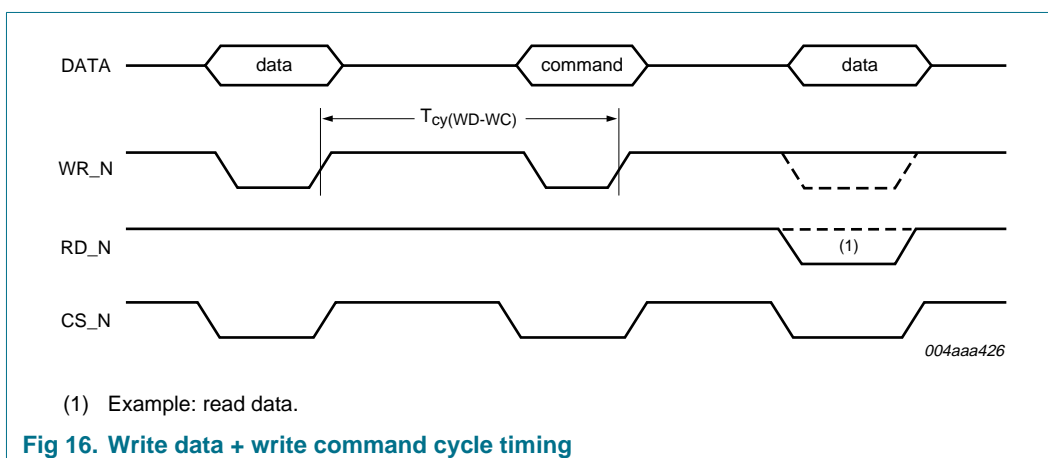 DATA data command data
Tcy(WD-WC)
WR_N
RD_N (1)
CS_N
004aaa426
(1) Example: read data.
Fig 16. Write data + write command cycle timing